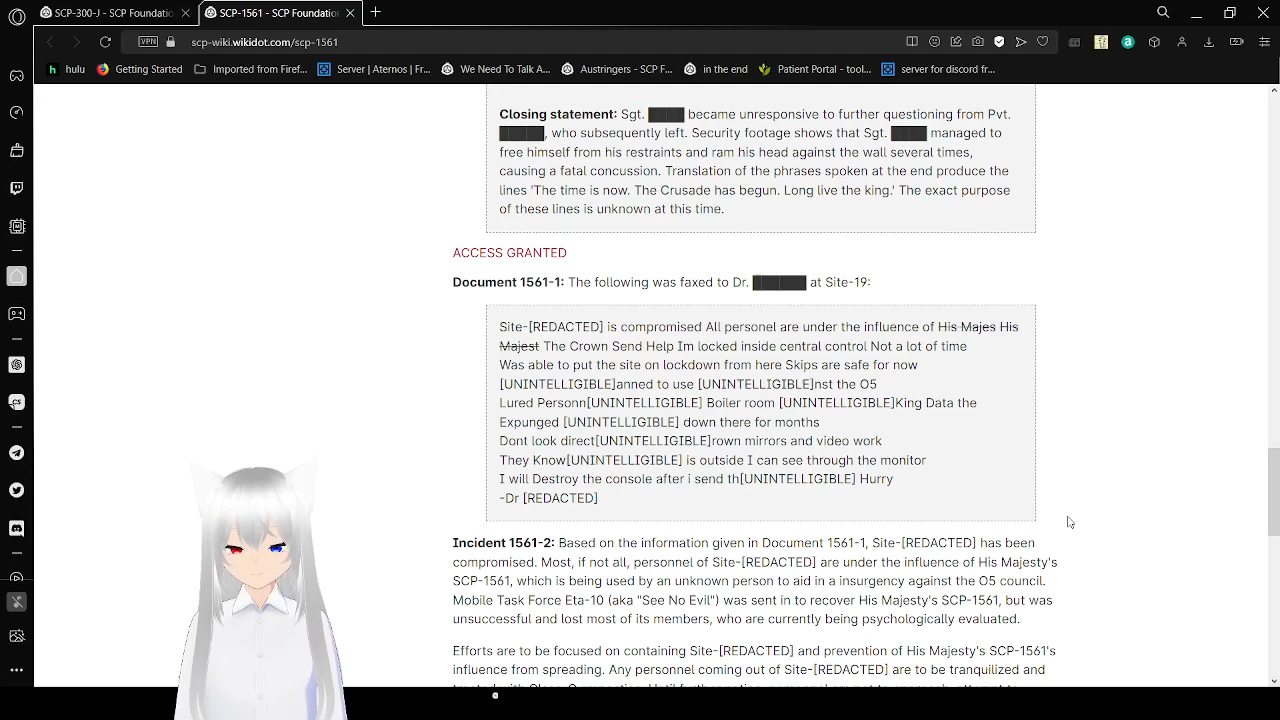 SCP-300-J - SCP Foundatio
SCP-1561 - SCP Foundation
VPN
scp-wiki.wikidot.com/scp-1561
hulu
Getting Started
Imported from Firef...
Server | Aternos | Fr...
We Need To Talk A...
Austringers - SCP F...
in the end
Patient Portal - tool...
server for discord fr...
Closing statement: Sgt. ████ became unresponsive to further questioning from Pvt.
█████, who subsequently left. Security footage shows that Sgt. ████ managed to
free himself from his restraints and ram his head against the wall several times,
causing a fatal concussion. Translation of the phrases spoken at the end produce the
lines 'The time is now. The Crusade has begun. Long live the king.' The exact purpose
of these lines is unknown at this time.
ACCESS GRANTED
Document 1561-1: The following was faxed to Dr. ██████ at Site-19:
Site-[REDACTED] is compromised All personel are under the influence of His Majes His
Majest The Crown Send Help Im locked inside central control Not a lot of time
Was able to put the site on lockdown from here Skips are safe for now
[UNINTELLIGIBLE]anned to use [UNINTELLIGIBLE]nst the O5
Lured Personn[UNINTELLIGIBLE] Boiler room [UNINTELLIGIBLE]King Data the
Expunged [UNINTELLIGIBLE] down there for months
Dont look direct[UNINTELLIGIBLE]rown mirrors and video work
They Know[UNINTELLIGIBLE] is outside I can see through the monitor
I will Destroy the console after i send th[UNINTELLIGIBLE] Hurry
-Dr [REDACTED]
Incident 1561-2: Based on the information given in Document 1561-1, Site-[REDACTED] has been
compromised. Most, if not all, personnel of Site-[REDACTED] are under the influence of His Majesty's
SCP-1561, which is being used by an unknown person to aid in a insurgency against the O5 council.
Mobile Task Force Eta-10 (aka "See No Evil") was sent in to recover His Majesty's SCP-1561, but was
unsuccessful and lost most of its members, who are currently being psychologically evaluated.
Efforts are to be focused on containing Site-[REDACTED] and prevention of His Majesty's SCP-1561's
influence from spreading. Any personnel coming out of Site-[REDACTED] are to be tranquilized and